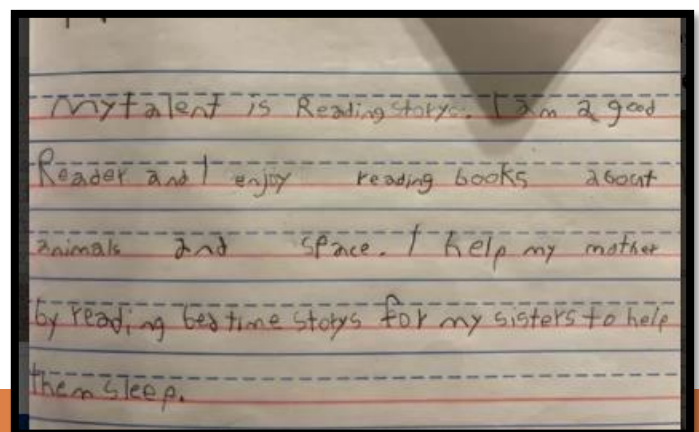 My talent is Reading storys. I am a good
Reader and I enjoy reading books about
animals and space. I help my mother
by reading bedtime storys for my sisters to help
them sleep.